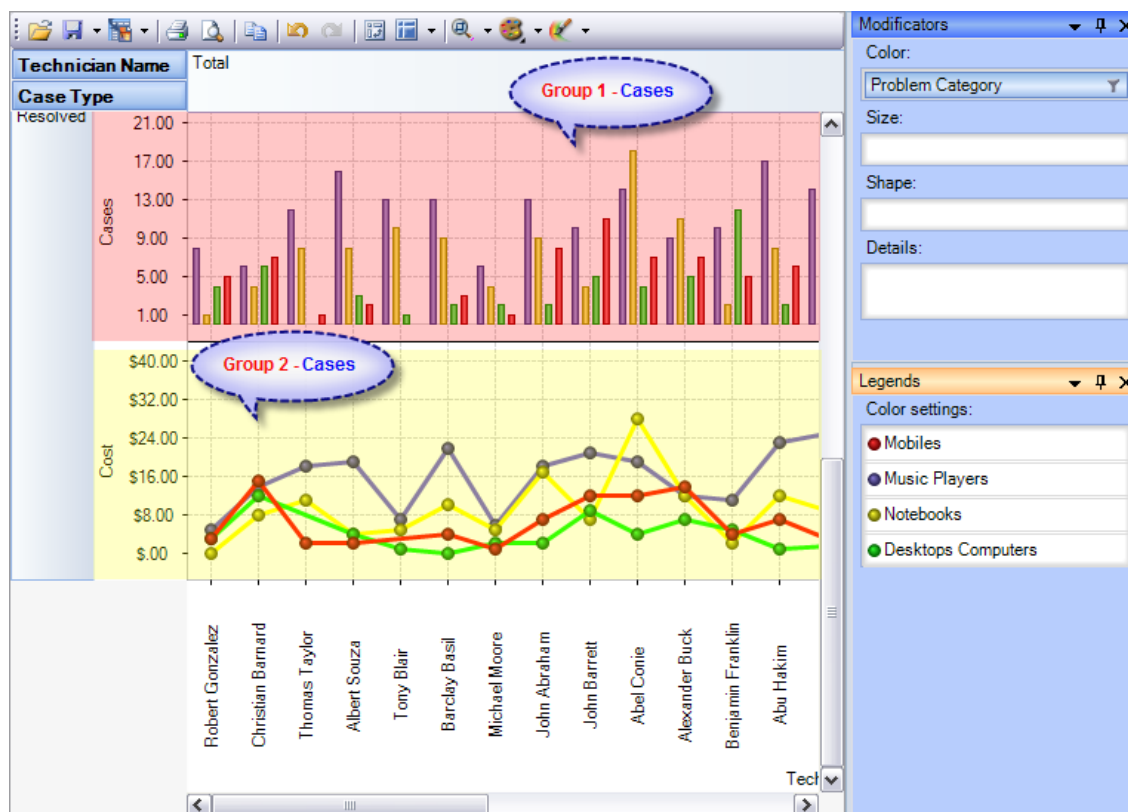 Modificators
Color:
Problem Category
Size:
Shape:
Details:
Technician Name
Total
Case Type
Group 1 - Cases
Resolved
21.00
17.00
13.00
9.00
5.00
1.00
Cases
Group 2 - Cases
$40.00
$32.00
$24.00
$16.00
$8.00
$.00
Cost
Legends
Color settings:
Mobiles
Music Players
Notebooks
Desktops Computers
Robert Gonzalez
Christian Barnard
Thomas Taylor
Albert Souza
Tony Blair
Barclay Basil
Michael Moore
John Abraham
John Barrett
Abel Conie
Alexander Buck
Benjamin Franklin
Abu Hakim
Tech